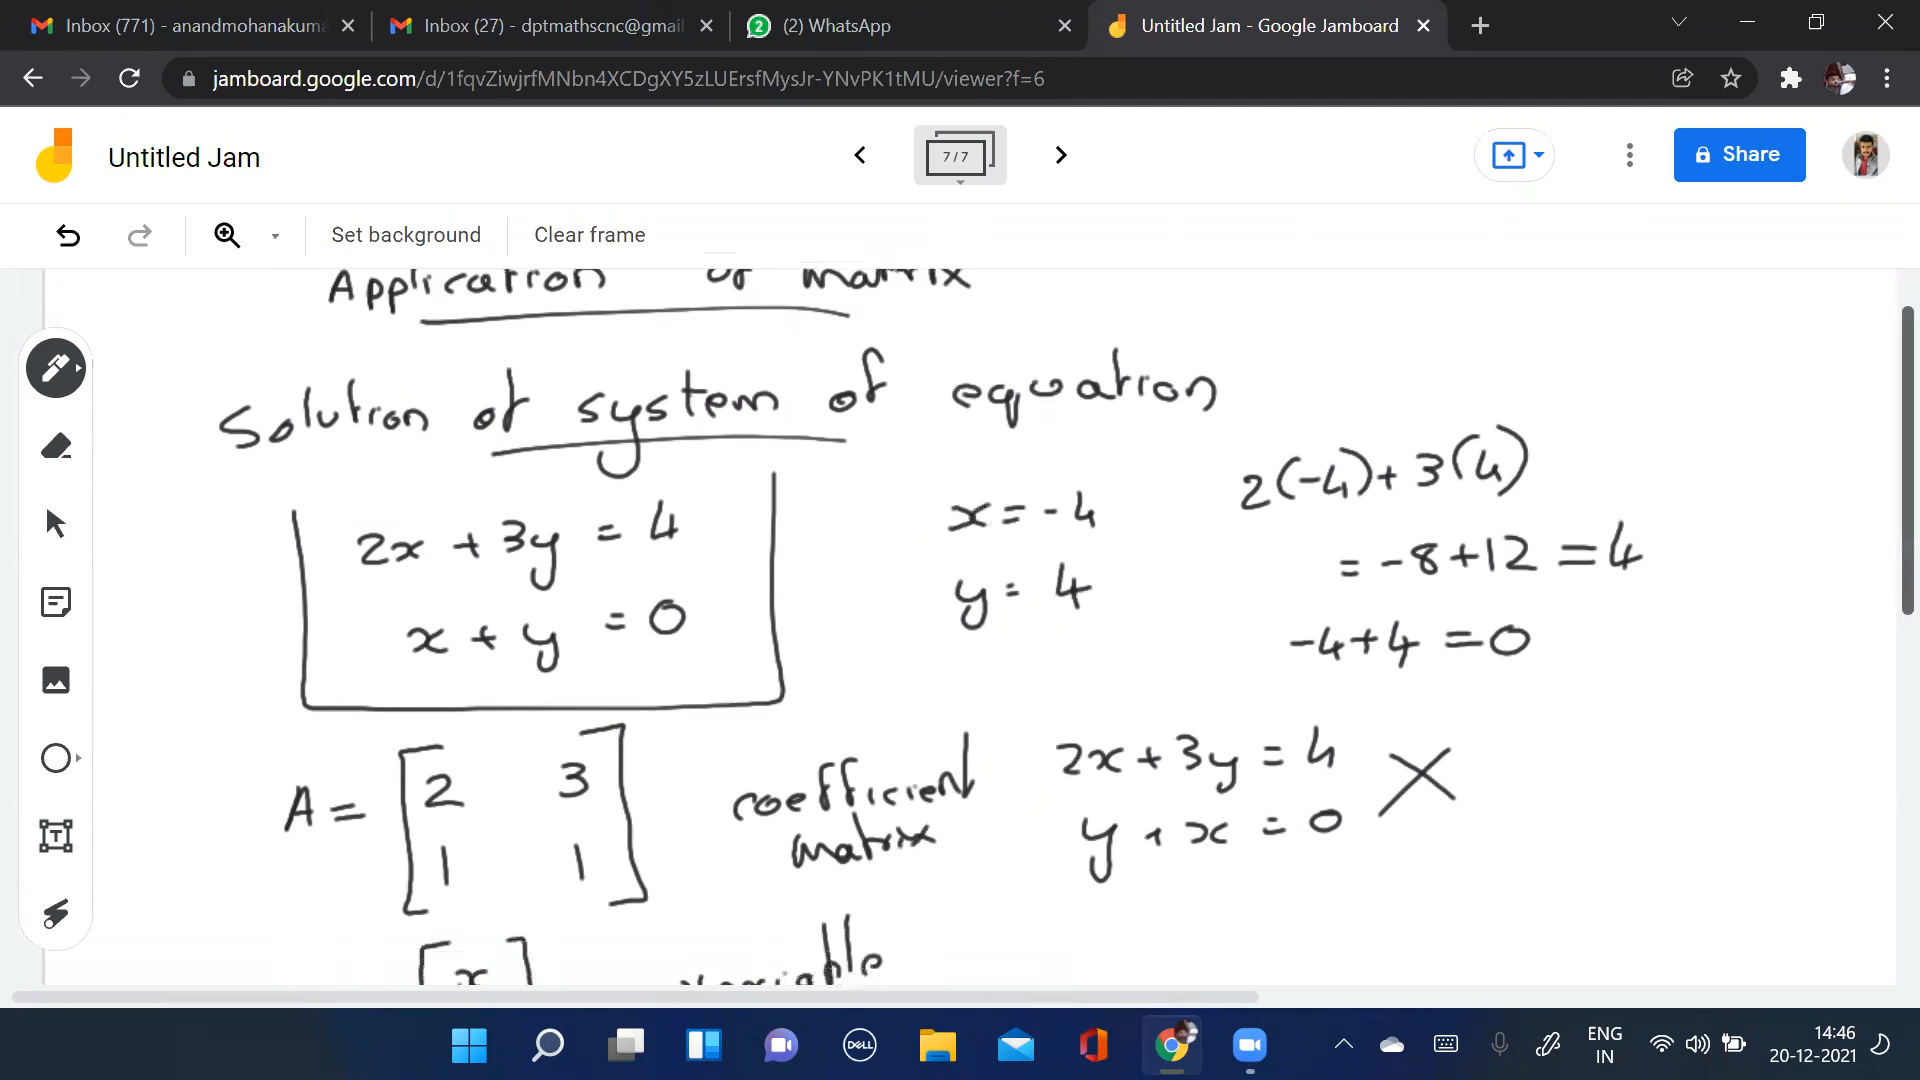 Inbox (771) - anandmohanakuma
Inbox (27) - dptmathscnc@gmail
(2) WhatsApp
Untitled Jam - Google Jamboard
jamboard.google.com/d/1fqvZiwjrfMNbn4XCDgXY5zLUErsfMysJr-YNvPK1tMU/viewer?f=6
Untitled Jam
7 / 7
Share
Set background
Clear frame
Application of matrix
Solution of system of equation
2x + 3y = 4
x + y = 0
x = -4
y = 4
2(-4) + 3(4)
= -8+12 = 4
-4+4 = 0
A = [2 3
1 1]
coefficient
matrix
2x + 3y = 4
y + x = 0
[x]
variable
DELL
ENG
IN
14:46
20-12-2021